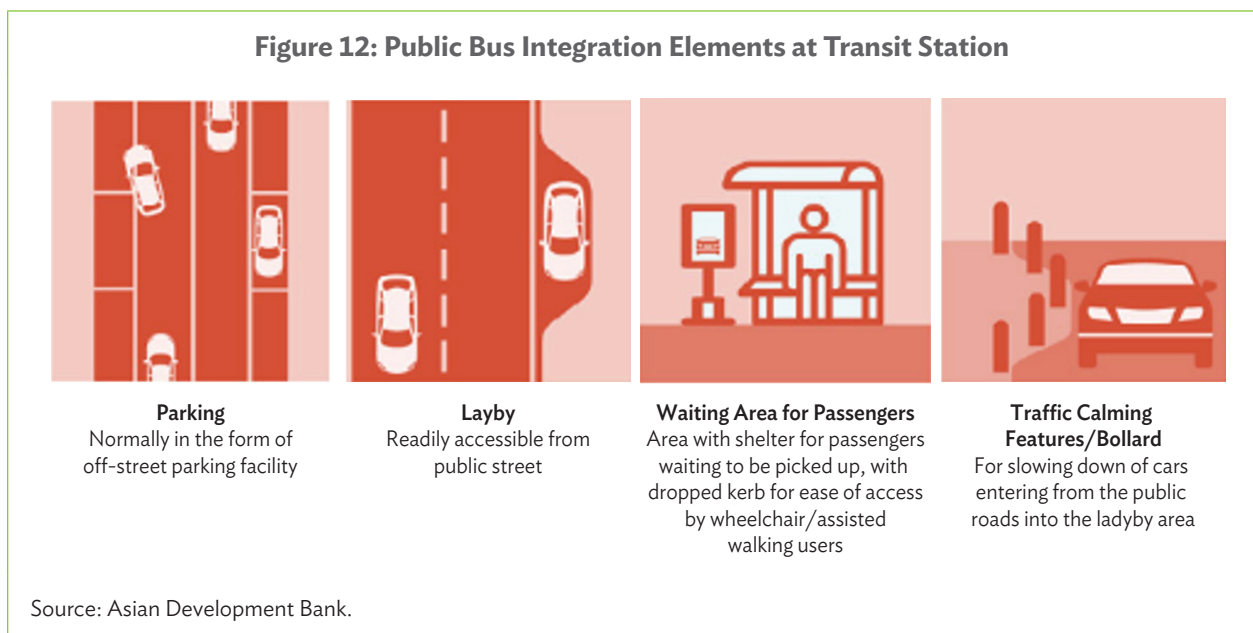 Figure 12: Public Bus Integration Elements at Transit Station
Parking
Normally in the form of
off-street parking facility
Layby
Readily accessible from
public street
Waiting Area for Passengers
Area with shelter for passengers
waiting to be picked up, with
dropped kerb for ease of access
by wheelchair/assisted
walking users
Traffic Calming
Features/Bollard
For slowing down of cars
entering from the public
roads into the ladyby area
Source: Asian Development Bank.